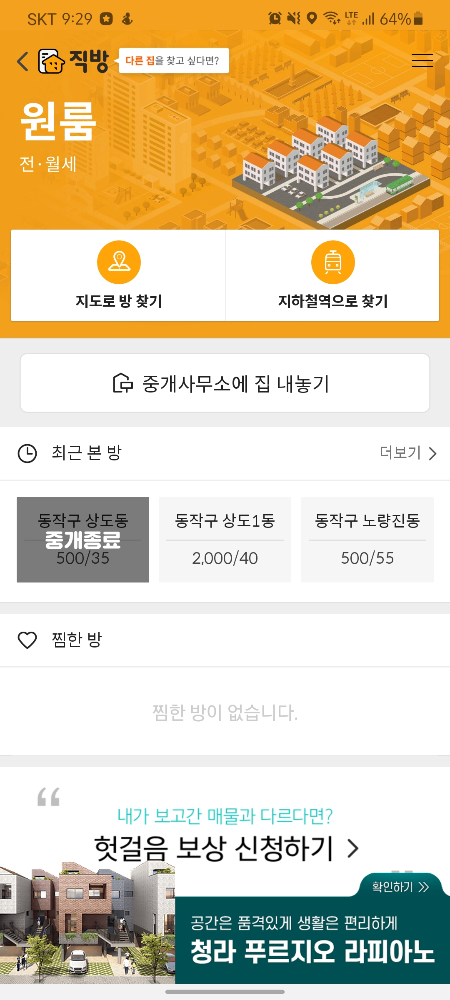 SKT 9:29
LTE 64%
직방 다른 집을 찾고 싶다면?
원룸
전·월세
지도로 방 찾기
지하철역으로 찾기
중개사무소에 집 내놓기
최근 본 방
더보기
동작구 상도동
중개종료
500/35
동작구 상도1동
2,000/40
동작구 노량진동
500/55
찜한 방
찜한 방이 없습니다.
“
내가 보고간 매물과 다르다면?
헛걸음 보상 신청하기
확인하기
공간은 품격있게 생활은 편리하게
청라 푸르지오 라피아노